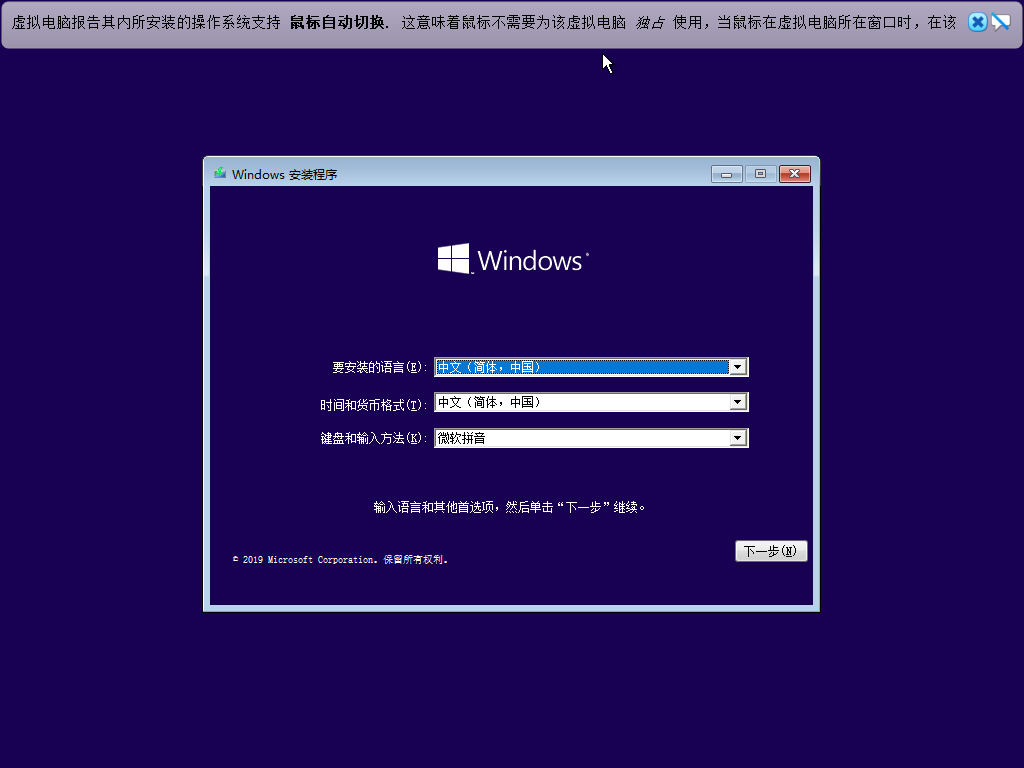 虚拟电脑报告其内所安装的操作系统支持 鼠标自动切换. 这意味着鼠标不需要为该虚拟电脑 独占 使用，当鼠标在虚拟电脑所在窗口时，在该
Windows 安装程序
Windows
要安装的语言(E): 中文（简体，中国）
时间和货币格式(T): 中文（简体，中国）
键盘和输入方法(K): 微软拼音
输入语言和其他首选项，然后单击“下一步”继续。
下一步(N)
© 2019 Microsoft Corporation。保留所有权利。